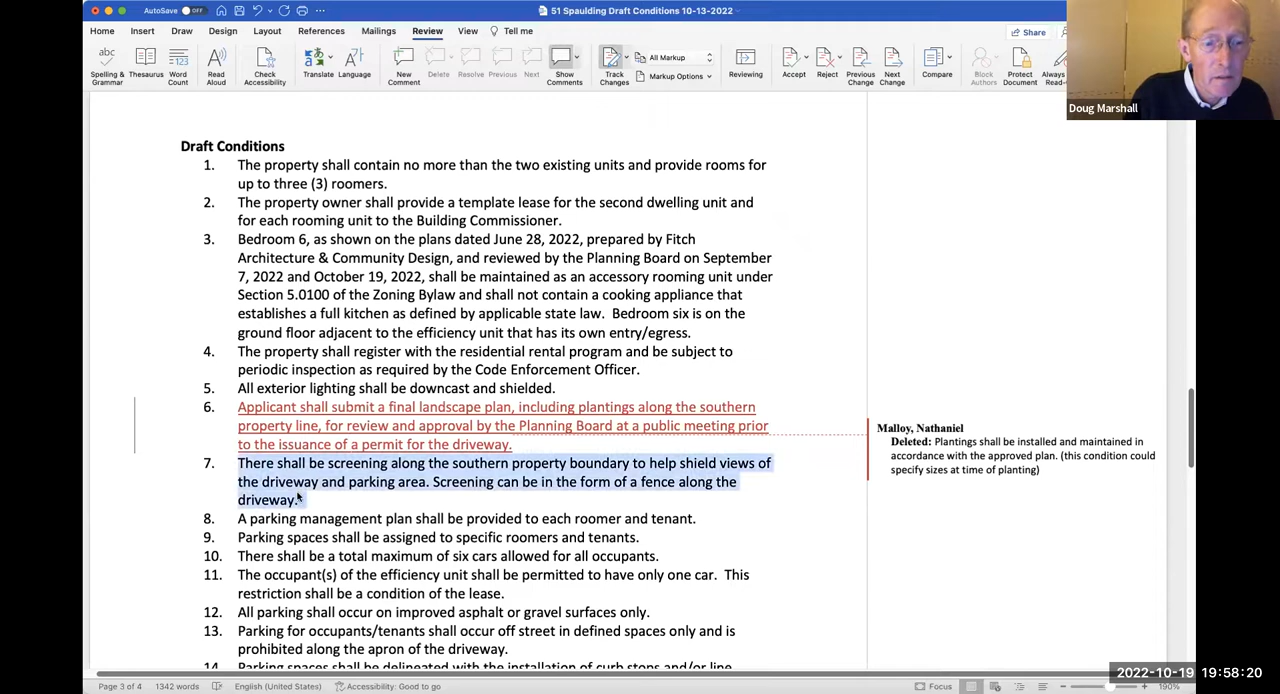 AutoSave OFF
51 Spaulding Draft Conditions 10-13-2022
Home Insert Draw Design Layout References Mailings Review View Tell me
Share
Spelling & Grammar
Thesaurus
Word Count
Read Aloud
Check Accessibility
Translate
Language
New Comment
Delete
Resolve
Previous
Next
Show Comments
Track Changes
All Markup
Markup Options
Reviewing
Accept
Reject
Previous Change
Next Change
Compare
Block Authors
Protect Document
Always
Read-
Doug Marshall
Draft Conditions
1. The property shall contain no more than the two existing units and provide rooms for
up to three (3) roomers.
2. The property owner shall provide a template lease for the second dwelling unit and
for each rooming unit to the Building Commissioner.
3. Bedroom 6, as shown on the plans dated June 28, 2022, prepared by Fitch
Architecture & Community Design, and reviewed by the Planning Board on September
7, 2022 and October 19, 2022, shall be maintained as an accessory rooming unit under
Section 5.0100 of the Zoning Bylaw and shall not contain a cooking appliance that
establishes a full kitchen as defined by applicable state law. Bedroom six is on the
ground floor adjacent to the efficiency unit that has its own entry/egress.
4. The property shall register with the residential rental program and be subject to
periodic inspection as required by the Code Enforcement Officer.
5. All exterior lighting shall be downcast and shielded.
6. Applicant shall submit a final landscape plan, including plantings along the southern
property line, for review and approval by the Planning Board at a public meeting prior
to the issuance of a permit for the driveway.
Malloy, Nathaniel
Deleted: Plantings shall be installed and maintained in
accordance with the approved plan. (this condition could
specify sizes at time of planting)
7. There shall be screening along the southern property boundary to help shield views of
the driveway and parking area. Screening can be in the form of a fence along the
driveway.
8. A parking management plan shall be provided to each roomer and tenant.
9. Parking spaces shall be assigned to specific roomers and tenants.
10. There shall be a total maximum of six cars allowed for all occupants.
11. The occupant(s) of the efficiency unit shall be permitted to have only one car. This
restriction shall be a condition of the lease.
12. All parking shall occur on improved asphalt or gravel surfaces only.
13. Parking for occupants/tenants shall occur off street in defined spaces only and is
prohibited along the apron of the driveway.
14. Parking spaces shall be delineated with the installation of curb stops and/or line
Page 3 of 4 1342 words English (United States) Accessibility: Good to go
Focus
190%
2022-10-19 19:58:20